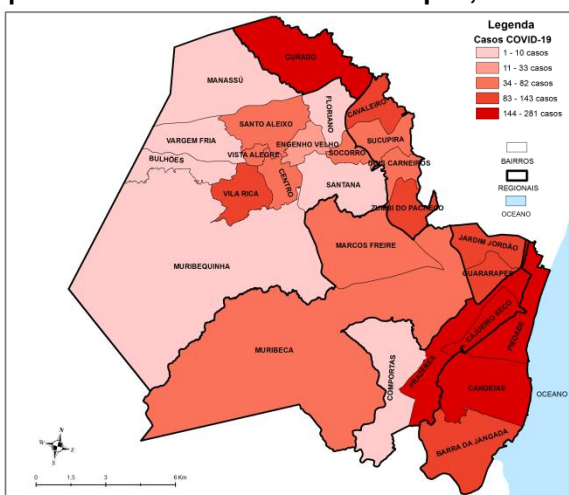 Legenda
Casos COVID-19
1 - 10 casos
11 - 33 casos
34 - 82 casos
83 - 143 casos
144 - 281 casos
BAIRROS
REGIONAIS
OCEANO
CURADO
MANASSÚ
FLORIANO
CAVALEIRO
SANTO ALEIXO
VARGEM FRIA
ENGENHO VELHO
SUCUPIRA
SOCORRO
VISTA ALEGRE
BULHÕES
DOIS CARNEIROS
CENTRO
SANTANA
VILA RICA
ZUMBI DO PACHECO
MURIBEQUINHA
MARCOS FREIRE
JARDIM JORDÃO
GUARARAPES
CAJUEIRO SECO
PIEDADE
MURIBECA
COMPORTAS
PRAZERES
CANDEIAS
OCEANO
BARRA DA JANGADA
N
W
E
S
0
1,5
3
6 Km